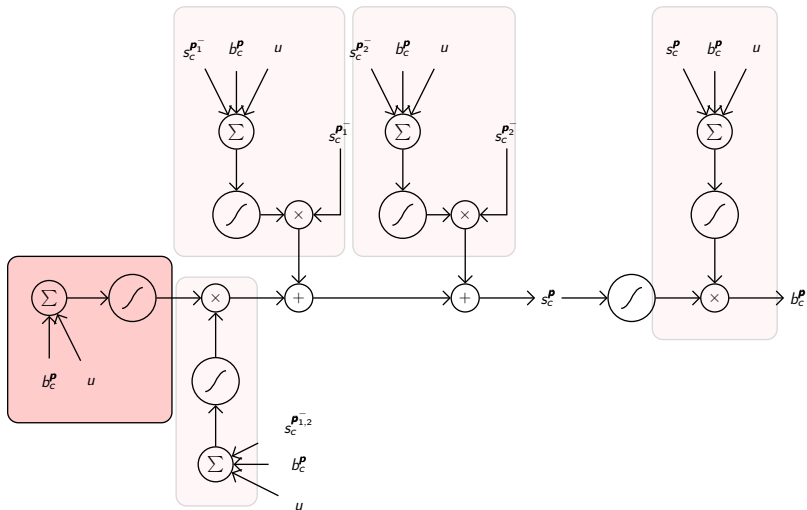 s_c^{p_1^-} b_c^p u
s_c^{p_2^-} b_c^p u
s_c^p b_c^p u
Σ
Σ
Σ
s_c^{p_1^-}
s_c^{p_2^-}
×
×
Σ
×
+
+
s_c^p
×
b_c^p
b_c^p u
s_c^{p_{1,2}^-}
Σ
b_c^p
u